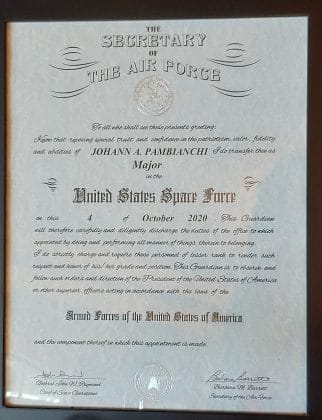 THE
SECRETARY
OF
THE AIR FORCE
To all who shall see these presents greeting:
Know that reposing special trust and confidence in the patriotism, valor, fidelity
and abilities of JOHANN A. PAMBIANCHI I do transfer thee as
Major
in the
United States Space Force
on this 4 of October 2020 This Guardian
will therefore carefully and diligently discharge the duties of the office to which
appointed by doing and performing all manner of things thereto belonging.
I do strictly charge and require those personnel of lesser rank to render such
respect and honor of his/her grade and position. This Guardian is to observe and
follow such orders and direction of the President of the United States of America
or other superior officers acting in accordance with the laws of the
Armed Forces of the United States of America
and the component thereof in which this appointment is made.
General John W. Raymond
Chief of Space Operations
Barbara M. Barrett
Secretary of the Air Force